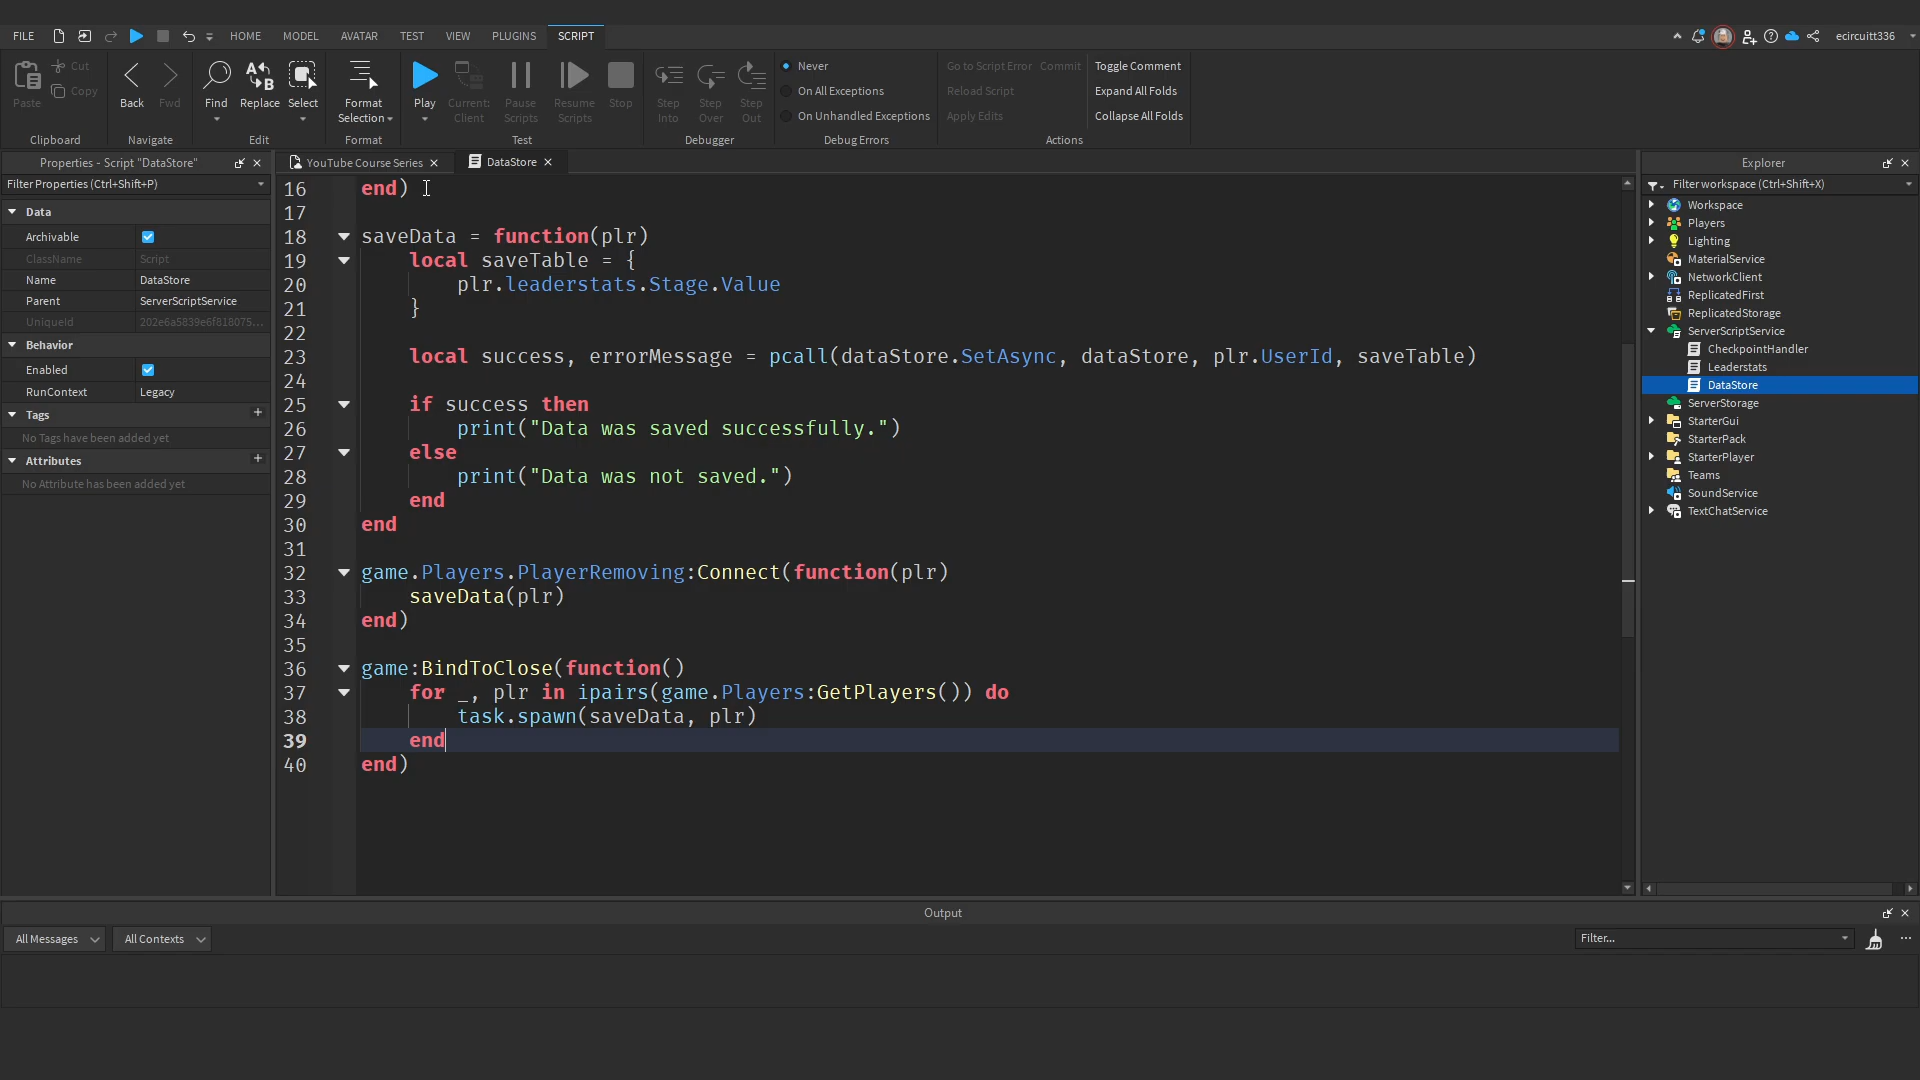 FILE HOME MODEL AVATAR TEST VIEW PLUGINS SCRIPT ecircuitt336
Paste Cut Copy
Clipboard
Back Fwd
Navigate
Find Replace Select
Edit
Format Selection
Format
Play Current: Client Pause Scripts Resume Scripts Stop
Test
Step Into Step Over Step Out
Debugger
Never
On All Exceptions
On Unhandled Exceptions
Debug Errors
Go to Script Error Commit Toggle Comment
Reload Script Expand All Folds
Apply Edits Collapse All Folds
Actions
Properties - Script "DataStore"
Filter Properties (Ctrl+Shift+P)
Data
Archivable
ClassName Script
Name DataStore
Parent ServerScriptService
UniqueId 202e6a5839e6f818075...
Behavior
Enabled
RunContext Legacy
Tags +
No Tags have been added yet
Attributes +
No Attribute has been added yet
YouTube Course Series DataStore
16 end)
17
18 saveData = function(plr)
19 local saveTable = {
20 plr.leaderstats.Stage.Value
21 }
22
23 local success, errorMessage = pcall(dataStore.SetAsync, dataStore, plr.UserId, saveTable)
24
25 if success then
26 print("Data was saved successfully.")
27 else
28 print("Data was not saved.")
29 end
30 end
31
32 game.Players.PlayerRemoving:Connect(function(plr)
33 saveData(plr)
34 end)
35
36 game:BindToClose(function()
37 for _, plr in ipairs(game.Players:GetPlayers()) do
38 task.spawn(saveData, plr)
39 end
40 end)
Explorer
Filter workspace (Ctrl+Shift+X)
Workspace
Players
Lighting
MaterialService
NetworkClient
ReplicatedFirst
ReplicatedStorage
ServerScriptService
CheckpointHandler
Leaderstats
DataStore
ServerStorage
StarterGui
StarterPack
StarterPlayer
Teams
SoundService
TextChatService
Output
All Messages All Contexts Filter...